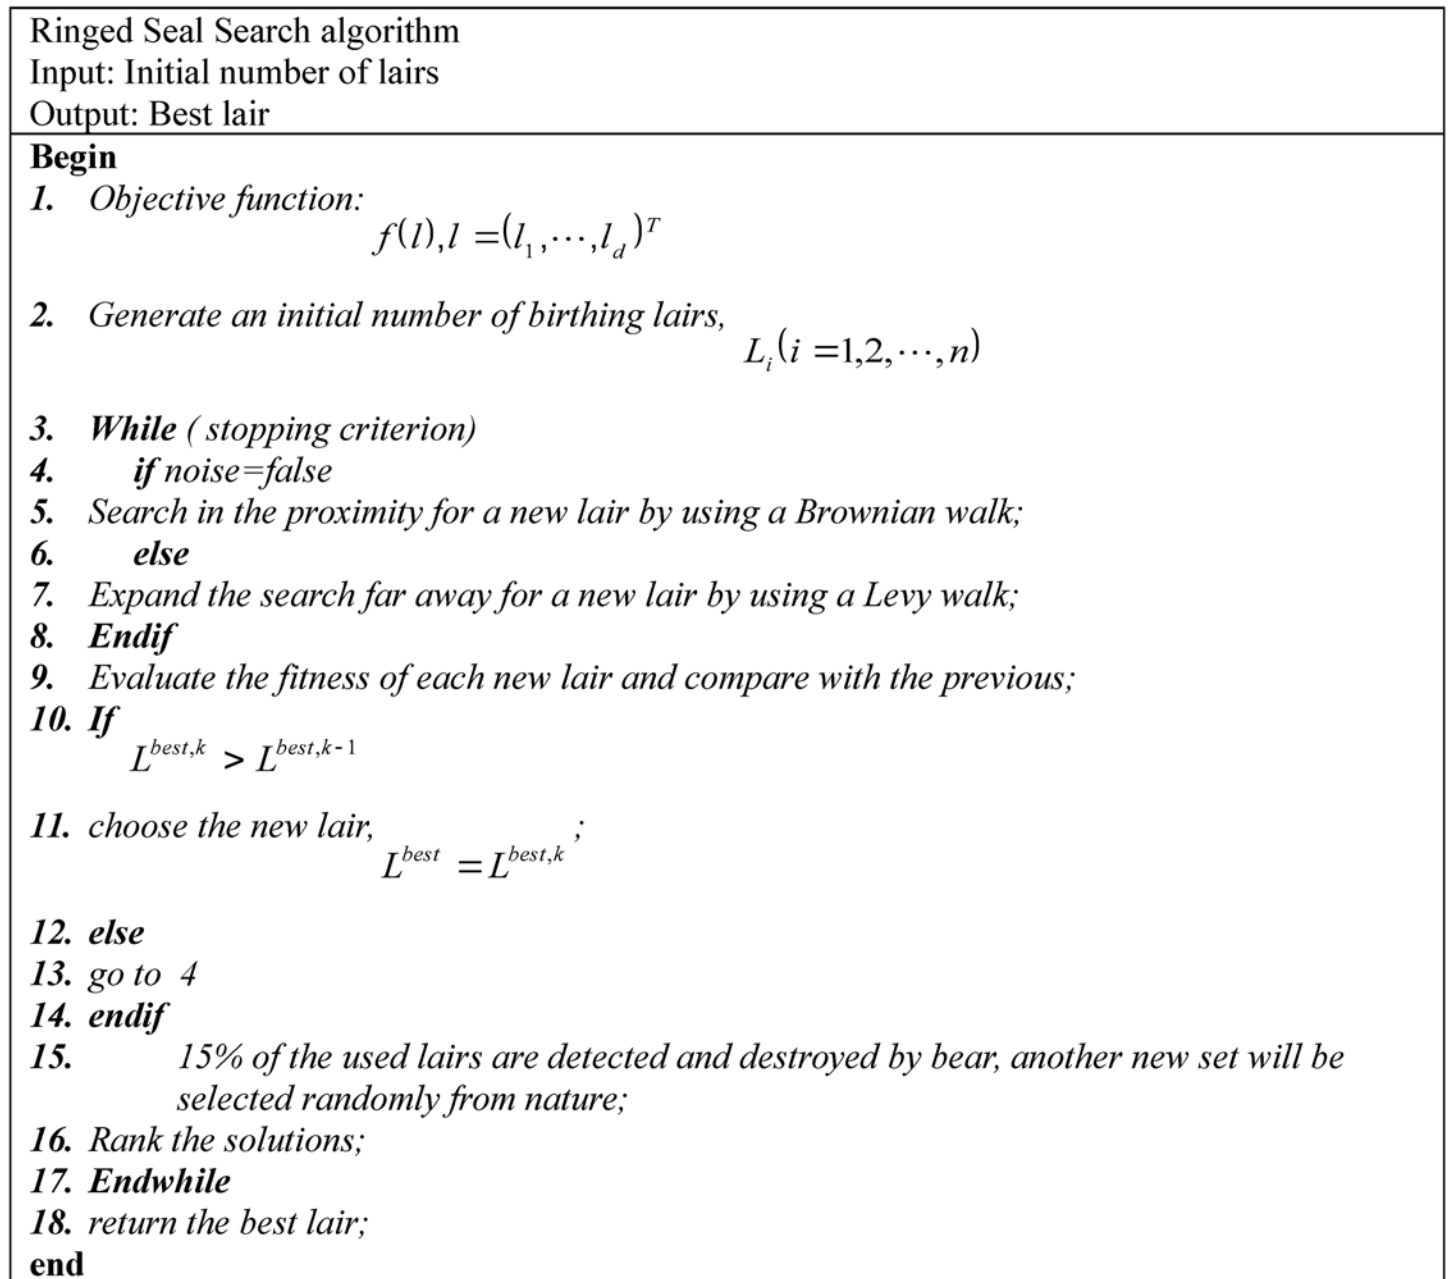 Ringed Seal Search algorithm
Input: Initial number of lairs
Output: Best lair
Begin
1. Objective function:
f(l), l = (l₁, ⋯, l_d)ᵀ
2. Generate an initial number of birthing lairs,
L_i (i = 1,2, ⋯, n)
3. While ( stopping criterion)
4. if noise=false
5. Search in the proximity for a new lair by using a Brownian walk;
6. else
7. Expand the search far away for a new lair by using a Levy walk;
8. Endif
9. Evaluate the fitness of each new lair and compare with the previous;
10. If
L^{best,k} > L^{best,k-1}
11. choose the new lair, ;
L^{best} = L^{best,k}
12. else
13. go to 4
14. endif
15. 15% of the used lairs are detected and destroyed by bear, another new set will be
selected randomly from nature;
16. Rank the solutions;
17. Endwhile
18. return the best lair;
end